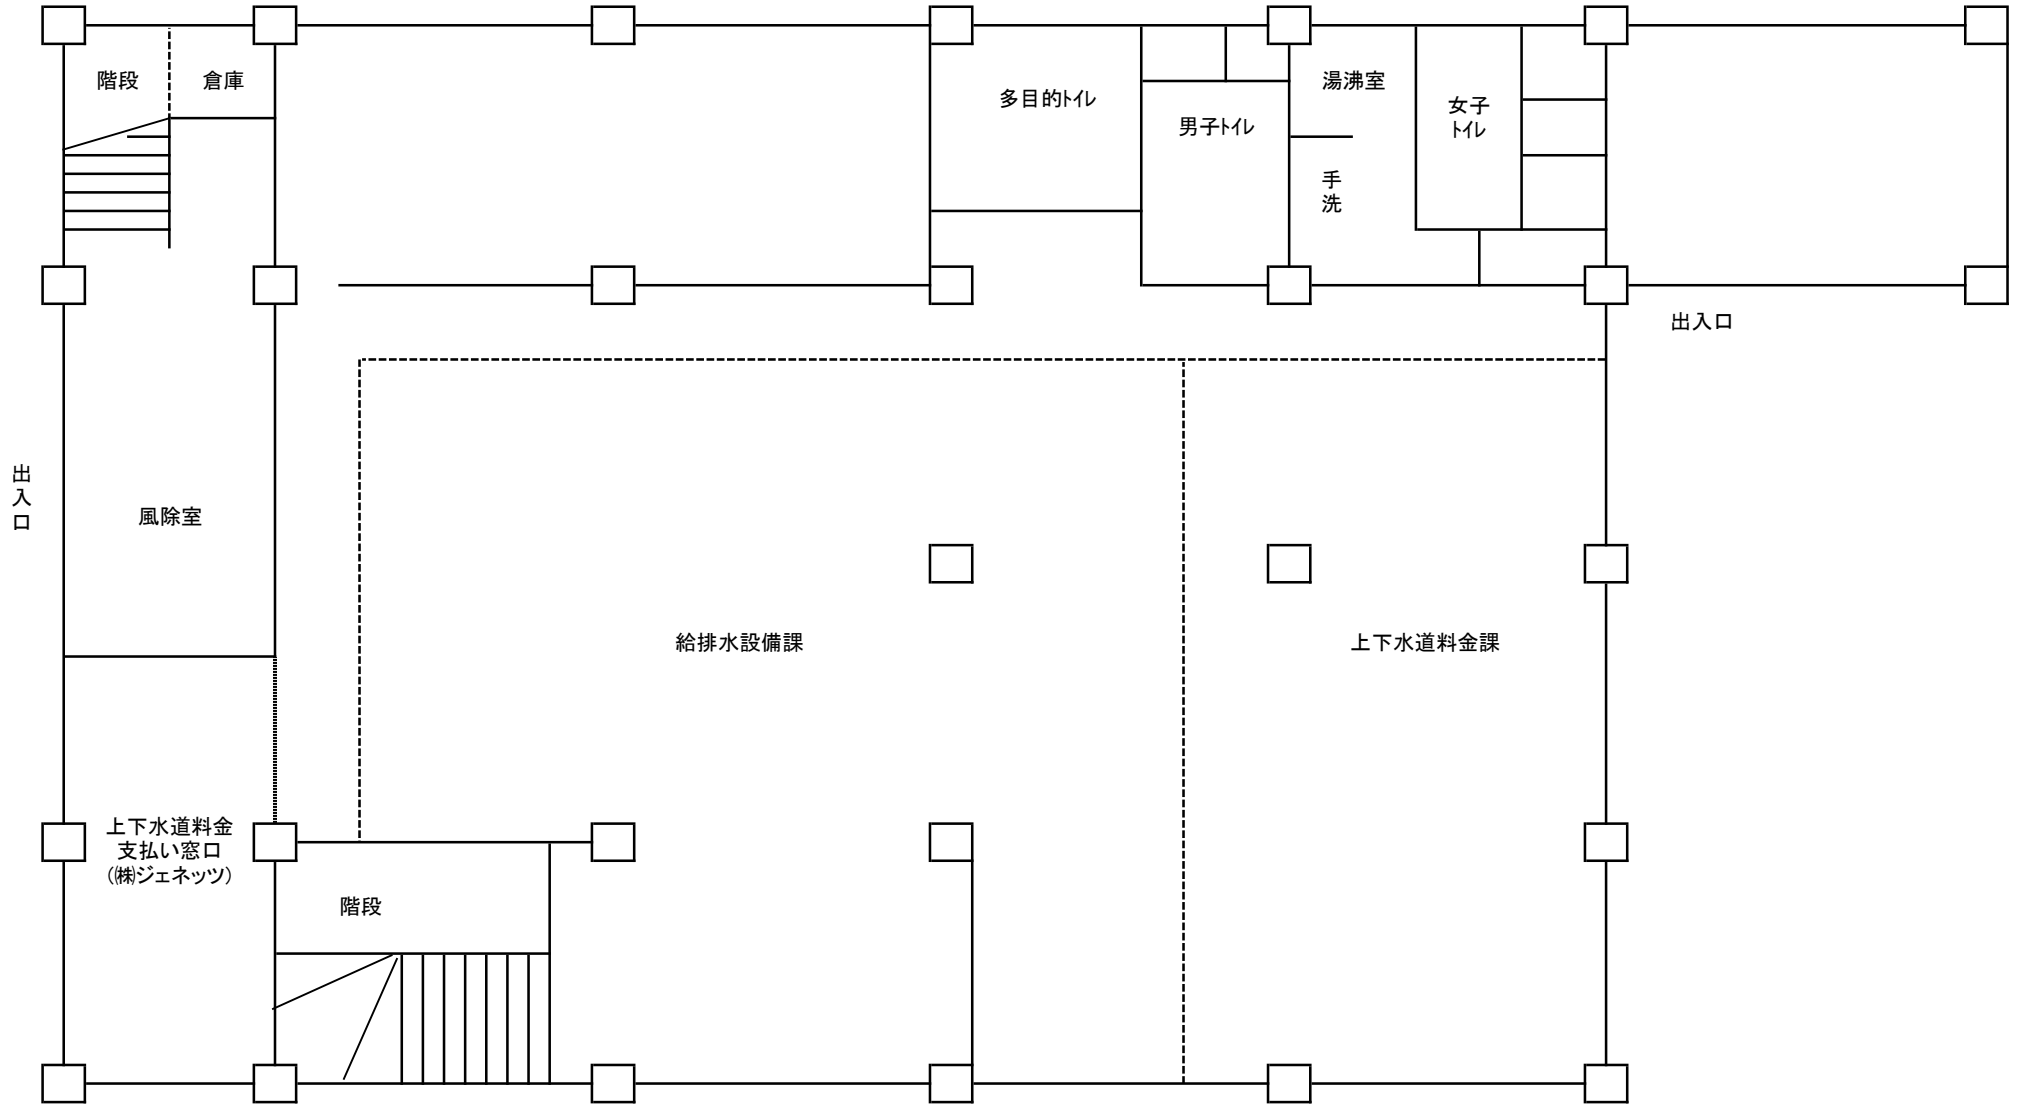 階段
倉庫
多目的ﾄｲﾚ
男子ﾄｲﾚ
湯沸室
女子
ﾄｲﾚ
手
洗
出入口
出
入
口
風除室
給排水設備課
上下水道料金課
上下水道料金
支払い窓口
(㈱ジェネッツ)
階段